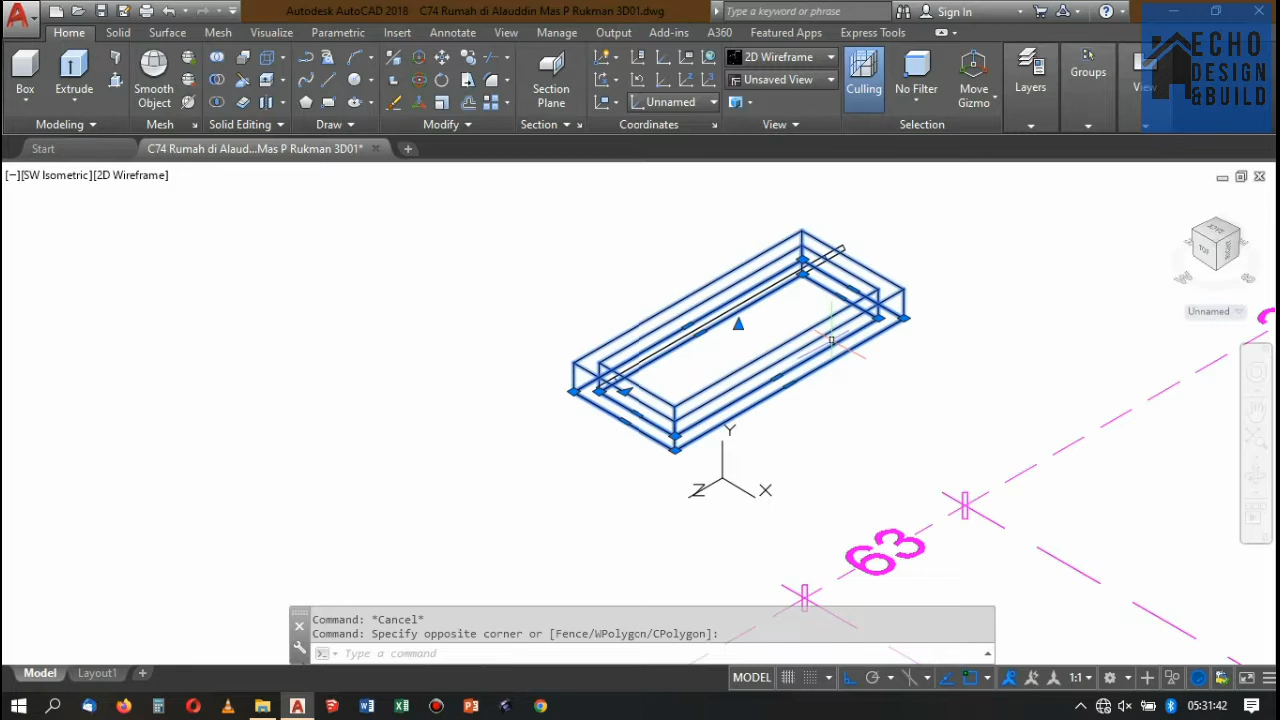 Autodesk AutoCAD 2018 C74 Rumah di Alauddin Mas P Rukman 3D01.dwg
Type a keyword or phrase
Sign In
Home Solid Surface Mesh Visualize Parametric Insert Annotate View Manage Output Add-ins A360 Featured Apps Express Tools
ECHO
DESIGN
&BUILD
2D Wireframe
Unsaved View
Unnamed
Box Extrude Smooth Object Section Plane Culling No Filter Move Gizmo Layers Groups View
Modeling Mesh Solid Editing Draw Modify Section Coordinates View Selection
Start C74 Rumah di Alaud...Mas P Rukman 3D01*
[−][SW Isometric][2D Wireframe]
TOP RIGHT
Unnamed
Y
Z X
63
Command: *Cancel*
Command: Specify opposite corner or [Fence/WPolygon/CPolygon]:
Type a command
Model Layout1
MODEL 1:1
05:31:42